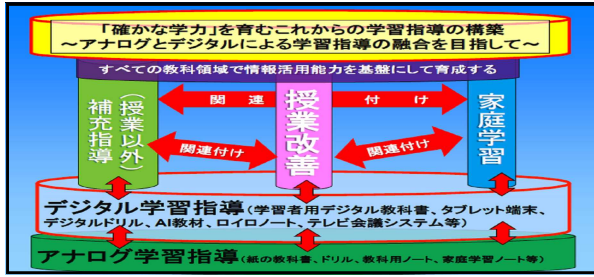 「確かな学力」を育むこれからの学習指導の構築
～アナログとデジタルによる学習指導の融合を目指して～
すべての教科領域で情報活用能力を基盤にして育成する
関連　付け
（授業以外）
補充指導
授業改善
家庭学習
関連付け
関連付け
デジタル学習指導(学習者用デジタル教科書、タブレット端末、
デジタルドリル、AI教材、ロイロノート、テレビ会議システム等)
アナログ学習指導(紙の教科書、ドリル、教科用ノート、家庭学習ノート等)